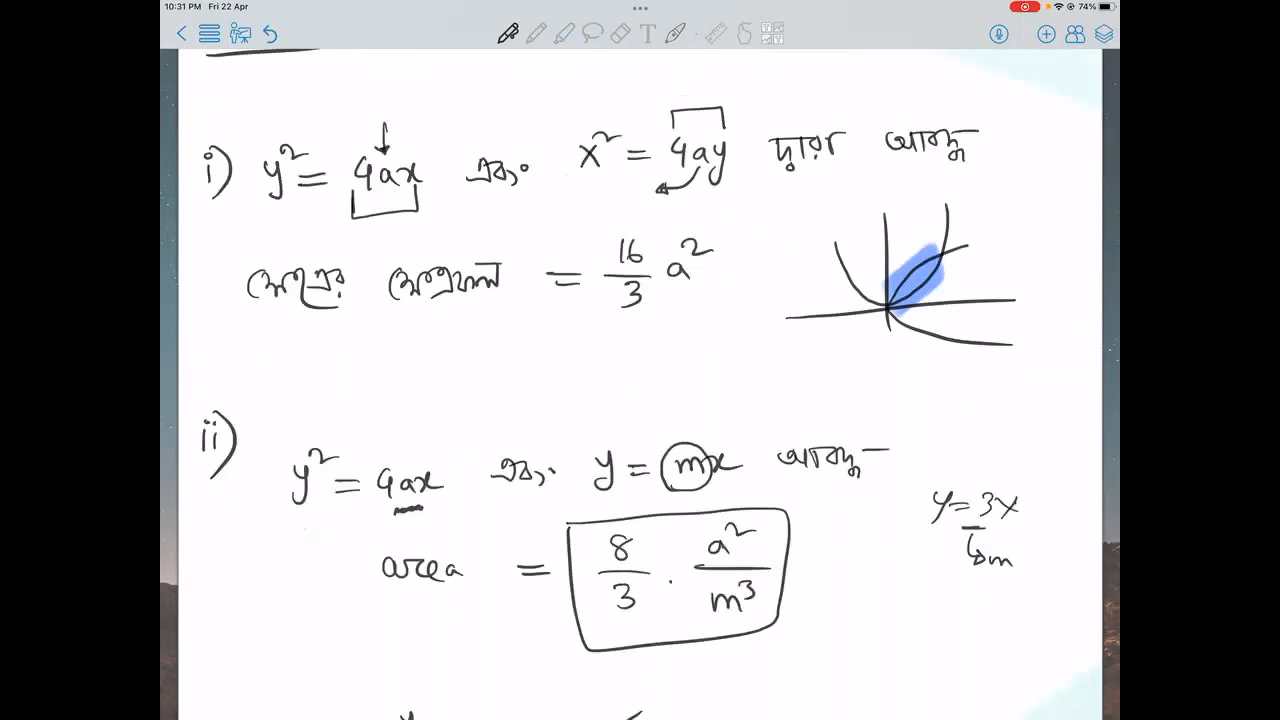 10:31 PM Fri 22 Apr
74%
i) y² = 4ax এবং x² = 4ay দ্বারা আবদ্ধ
ক্ষেত্রের ক্ষেত্রফল = 16/3 a²
ii) y² = 4ax এবং y = mx আবদ্ধ
y = 3x
m
area = 8/3 · a²/m³